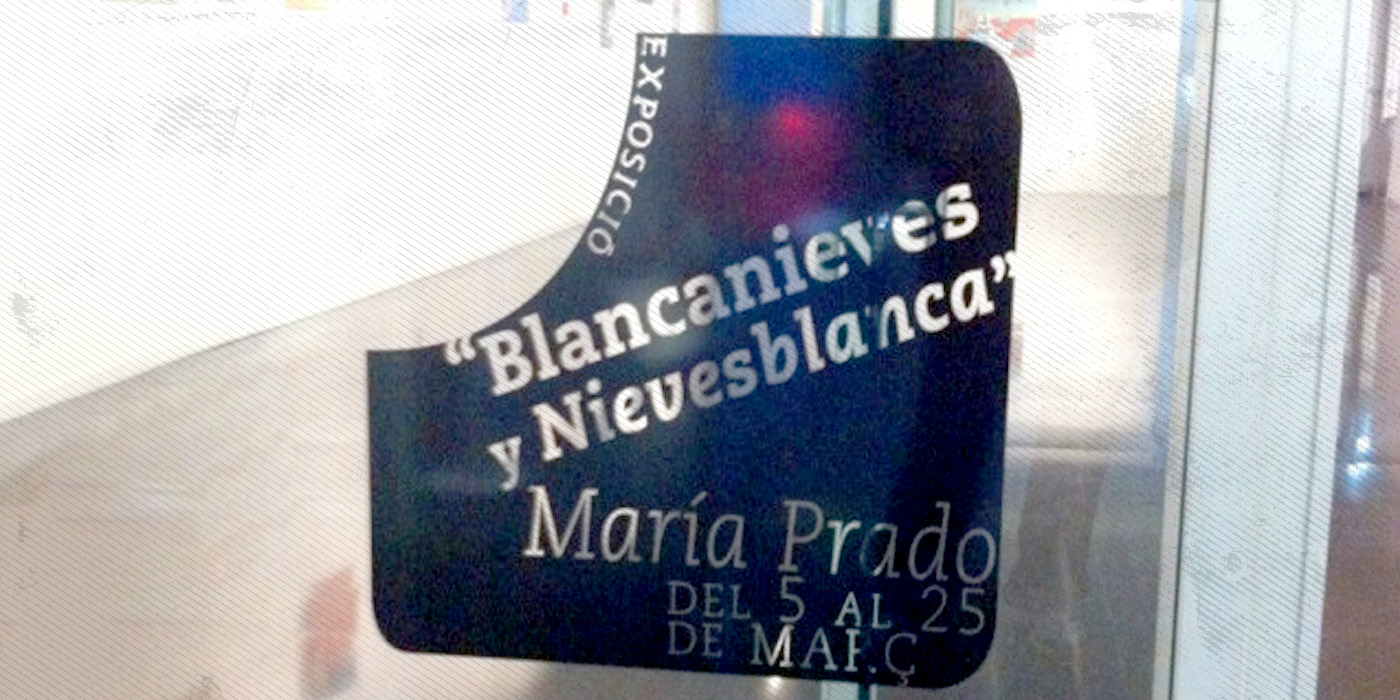 EXPOSICIÓ
“Blancanieves
y Nievesblanca”
María Prado
DEL 5 AL 25
DE MARÇ